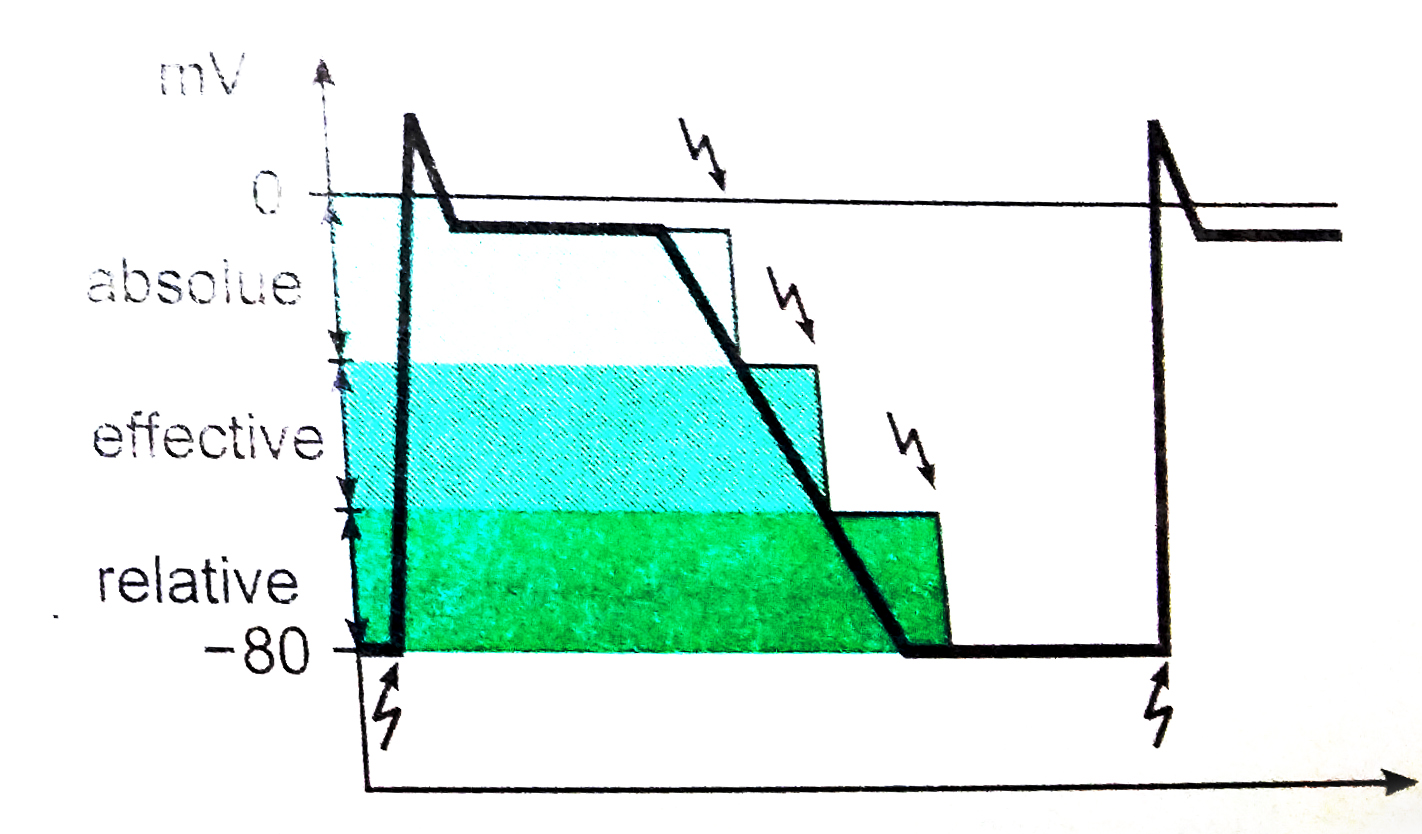 mV
0
absolue
effective
relative
−80